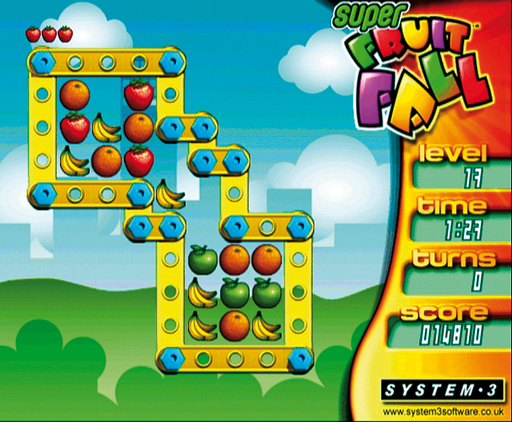 super
FRUIT
FALL
level
17
time
1:27
turns
0
score
014810
SYSTEM·3
www.system3software.co.uk